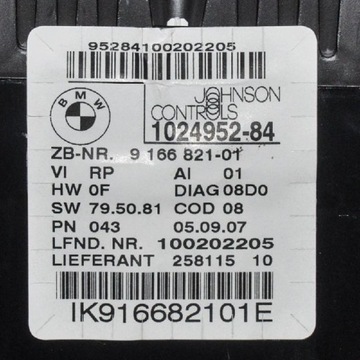 95284100202205
BMW
JOHNSON
CONTROLS
1024952-84
ZB-NR. 9 166 821-01
VI RP AI 01
HW 0F DIAG 08D0
SW 79.50.81 COD 08
PN 043 05.09.07
LFND. NR. 100202205
LIEFERANT 258115 10
IK916682101E